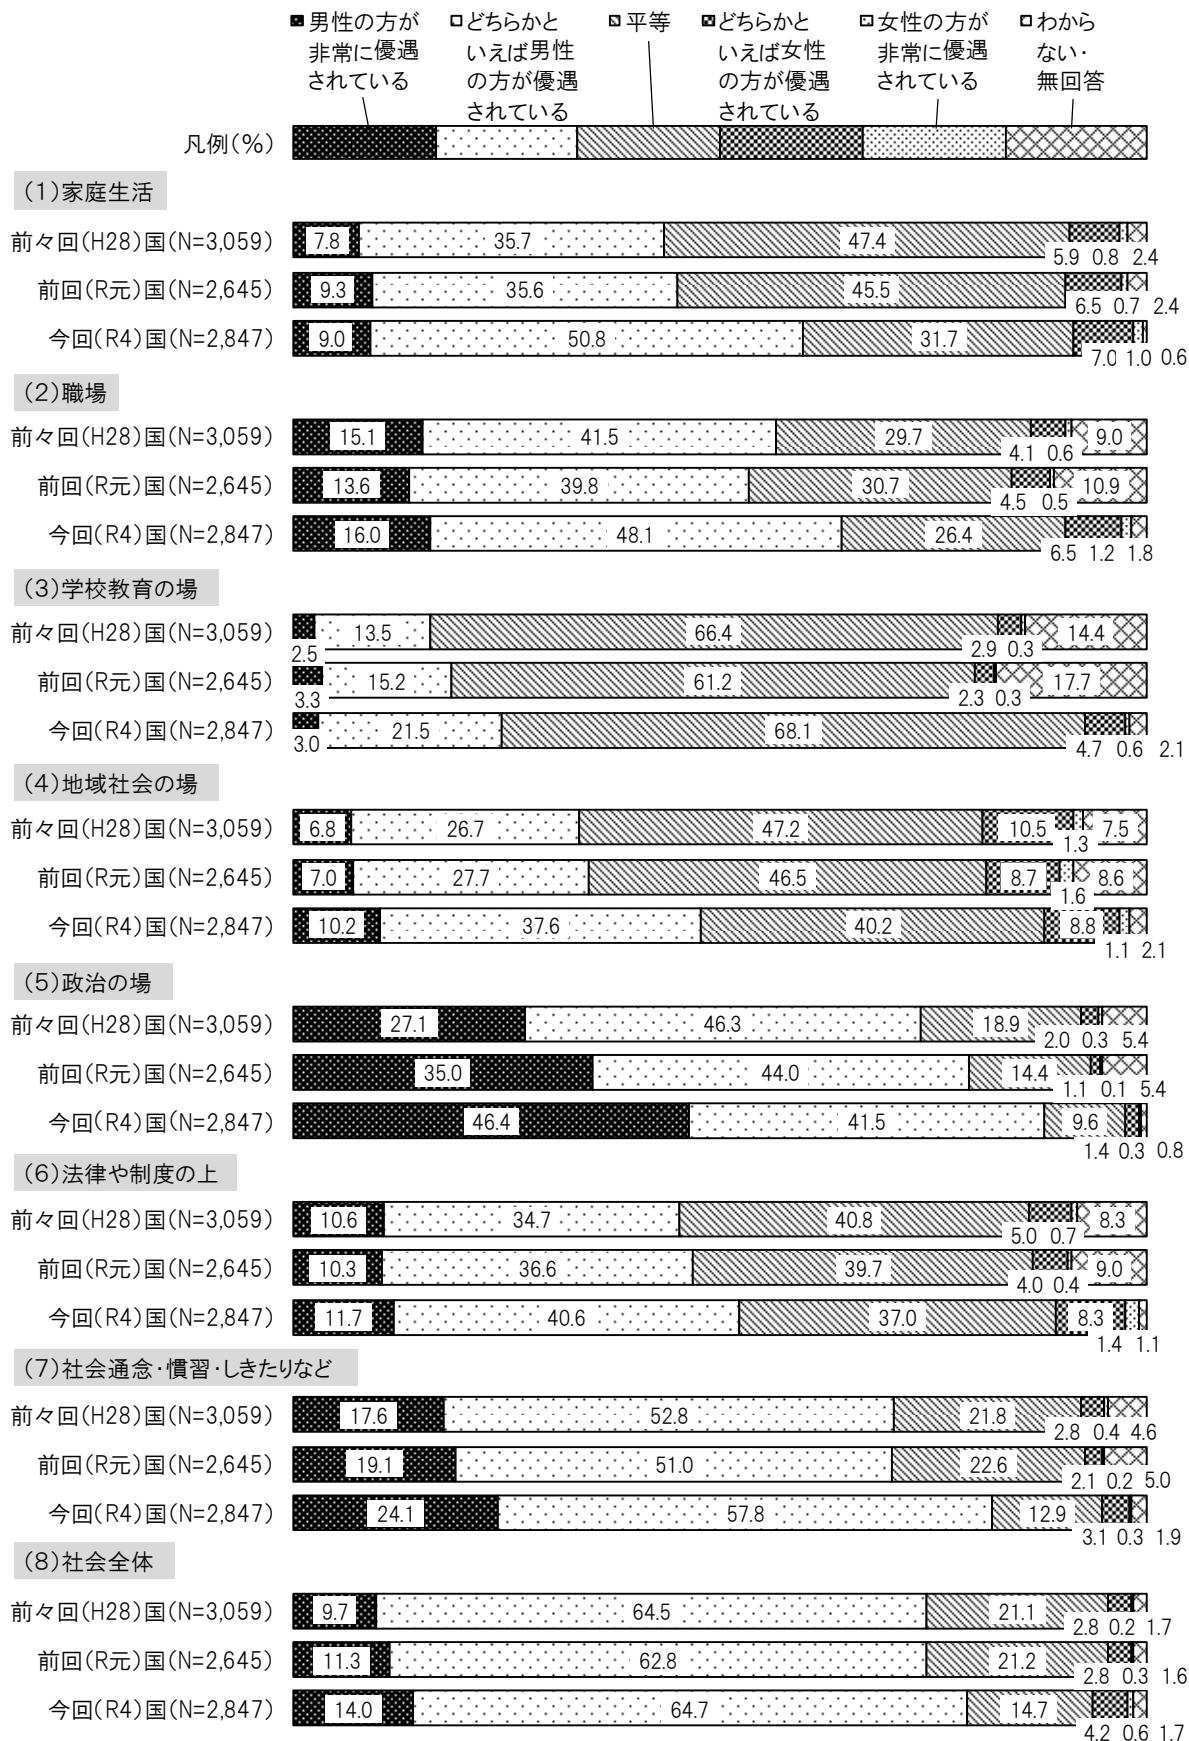 男性の方が
非常に優遇
されている
どちらかと
いえば男性
の方が優遇
されている
平等
どちらかと
いえば女性
の方が優遇
されている
女性の方が
非常に優遇
されている
わから
ない・
無回答
凡例(%)
(1)家庭生活
前々回(H28)国(N=3,059) 7.8 35.7 47.4 5.9 0.8 2.4
前回(R元)国(N=2,645) 9.3 35.6 45.5 6.5 0.7 2.4
今回(R4)国(N=2,847) 9.0 50.8 31.7 7.0 1.0 0.6
(2)職場
前々回(H28)国(N=3,059) 15.1 41.5 29.7 4.1 0.6 9.0
前回(R元)国(N=2,645) 13.6 39.8 30.7 4.5 0.5 10.9
今回(R4)国(N=2,847) 16.0 48.1 26.4 6.5 1.2 1.8
(3)学校教育の場
前々回(H28)国(N=3,059) 2.5 13.5 66.4 2.9 0.3 14.4
前回(R元)国(N=2,645) 3.3 15.2 61.2 2.3 0.3 17.7
今回(R4)国(N=2,847) 3.0 21.5 68.1 4.7 0.6 2.1
(4)地域社会の場
前々回(H28)国(N=3,059) 6.8 26.7 47.2 10.5 1.3 7.5
前回(R元)国(N=2,645) 7.0 27.7 46.5 8.7 1.6 8.6
今回(R4)国(N=2,847) 10.2 37.6 40.2 8.8 1.1 2.1
(5)政治の場
前々回(H28)国(N=3,059) 27.1 46.3 18.9 2.0 0.3 5.4
前回(R元)国(N=2,645) 35.0 44.0 14.4 1.1 0.1 5.4
今回(R4)国(N=2,847) 46.4 41.5 9.6 1.4 0.3 0.8
(6)法律や制度の上
前々回(H28)国(N=3,059) 10.6 34.7 40.8 5.0 0.7 8.3
前回(R元)国(N=2,645) 10.3 36.6 39.7 4.0 0.4 9.0
今回(R4)国(N=2,847) 11.7 40.6 37.0 8.3 1.4 1.1
(7)社会通念・慣習・しきたりなど
前々回(H28)国(N=3,059) 17.6 52.8 21.8 2.8 0.4 4.6
前回(R元)国(N=2,645) 19.1 51.0 22.6 2.1 0.2 5.0
今回(R4)国(N=2,847) 24.1 57.8 12.9 3.1 0.3 1.9
(8)社会全体
前々回(H28)国(N=3,059) 9.7 64.5 21.1 2.8 0.2 1.7
前回(R元)国(N=2,645) 11.3 62.8 21.2 2.8 0.3 1.6
今回(R4)国(N=2,847) 14.0 64.7 14.7 4.2 0.6 1.7